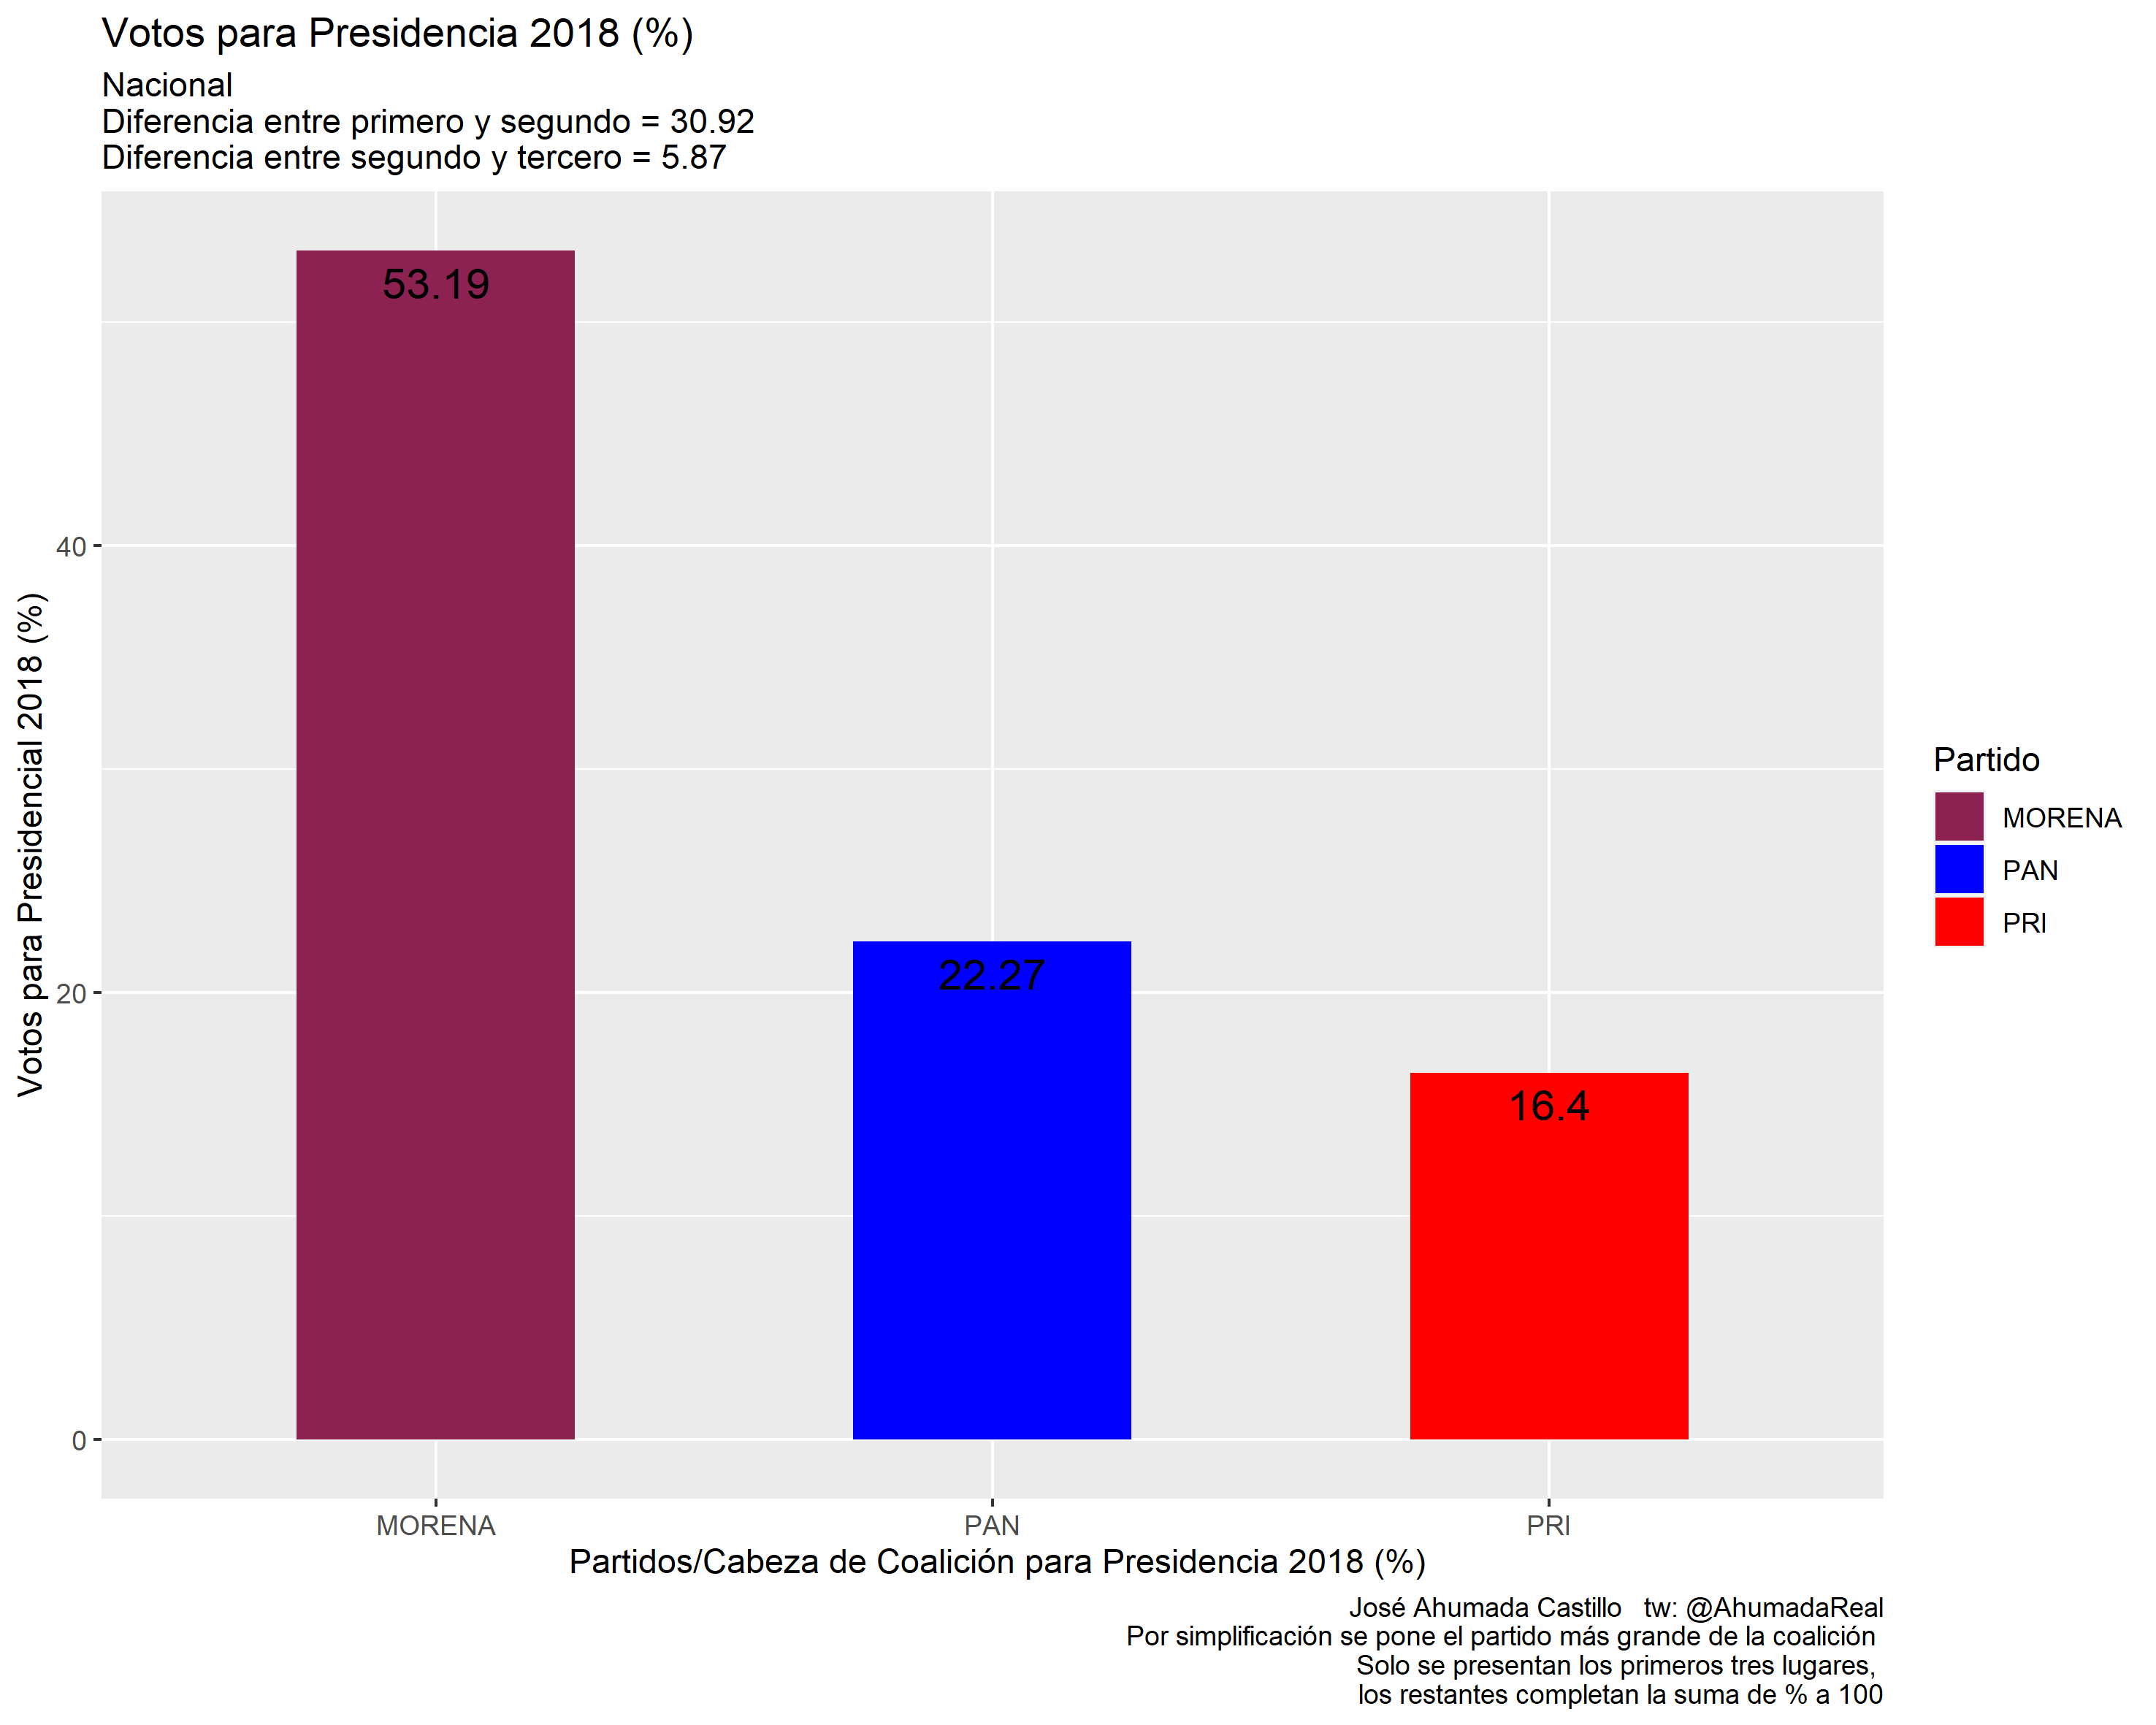 Votos para Presidencia 2018 (%)
Nacional
Diferencia entre primero y segundo = 30.92
Diferencia entre segundo y tercero = 5.87
Votos para Presidencial 2018 (%)
40
20
0
53.19
22.27
16.4
MORENA
PAN
PRI
Partidos/Cabeza de Coalición para Presidencia 2018 (%)
Partido
MORENA
PAN
PRI
José Ahumada Castillo   tw: @AhumadaReal
Por simplificación se pone el partido más grande de la coalición
Solo se presentan los primeros tres lugares,
los restantes completan la suma de % a 100